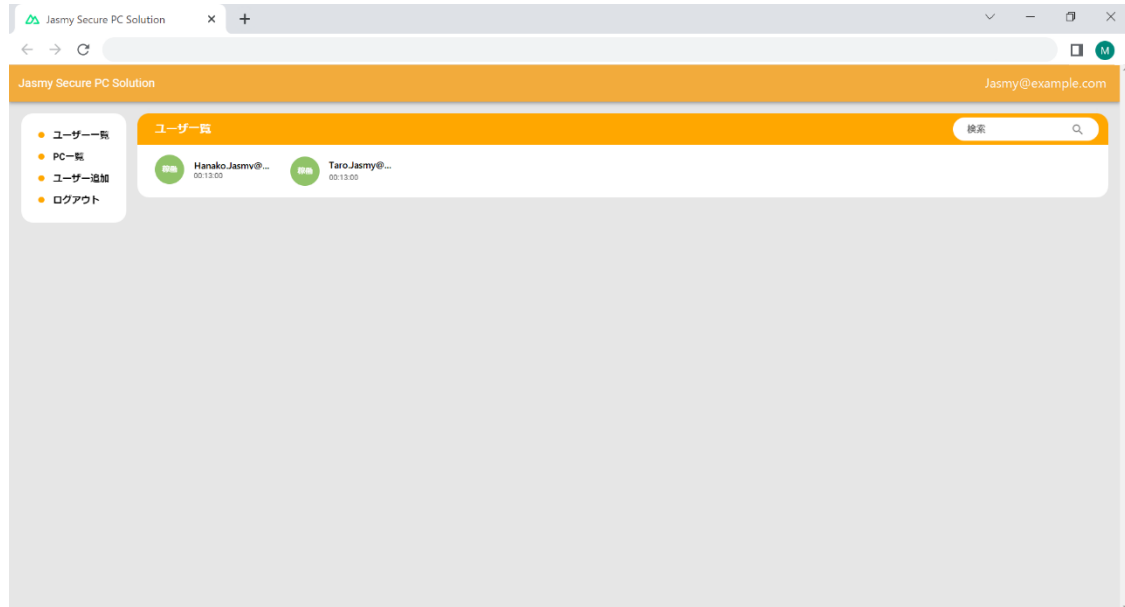 Jasmy Secure PC Solution
M
Jasmy Secure PC Solution
Jasmy@example.com
ユーザー一覧
PC一覧
ユーザー追加
ログアウト
ユーザ一覧
検索
Hanako.Jasmy@...
00:13:00
Taro.Jasmy@...
00:13:00